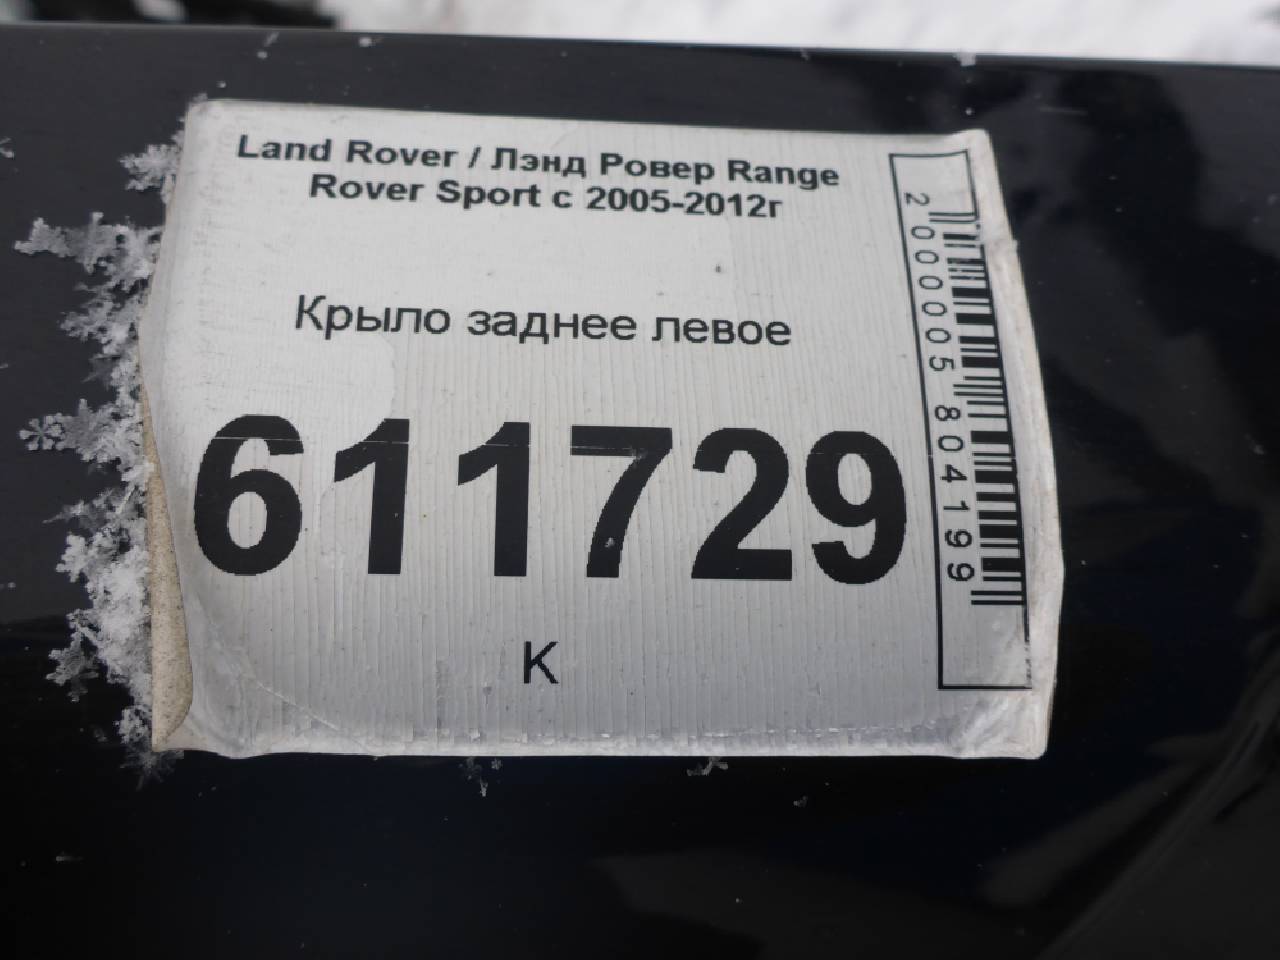 Land Rover / Лэнд Ровер Range
Rover Sport с 2005-2012г
Крыло заднее левое
611729
К
2000005804199